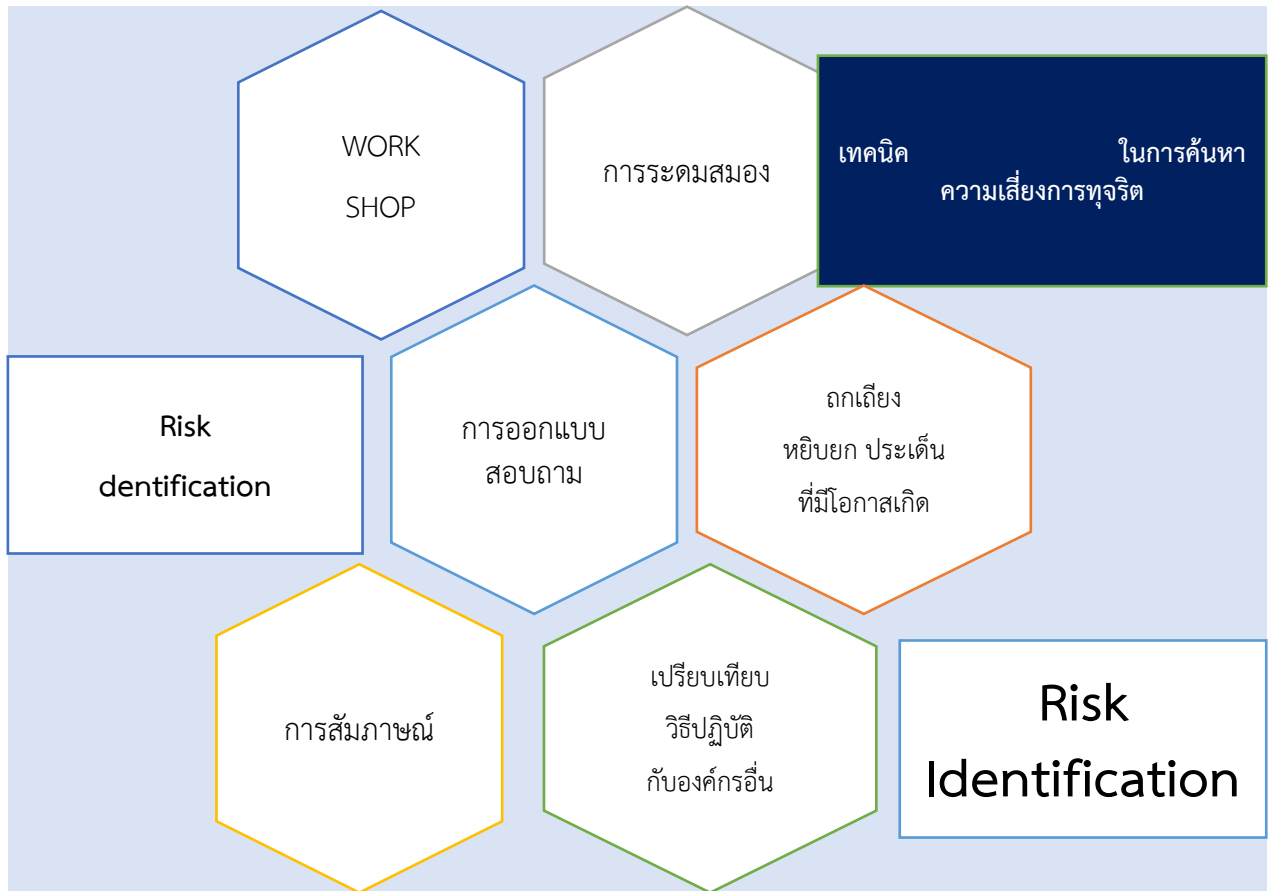 WORK
SHOP
การระดมสมอง
เทคนิค ในการค้นหา
ความเสี่ยงการทุจริต
Risk
dentification
การออกแบบ
สอบถาม
ถกเถียง
หยิบยก ประเด็น
ที่มีโอกาสเกิด
การสัมภาษณ์
เปรียบเทียบ
วิธีปฏิบัติ
กับองค์กรอื่น
Risk
Identification